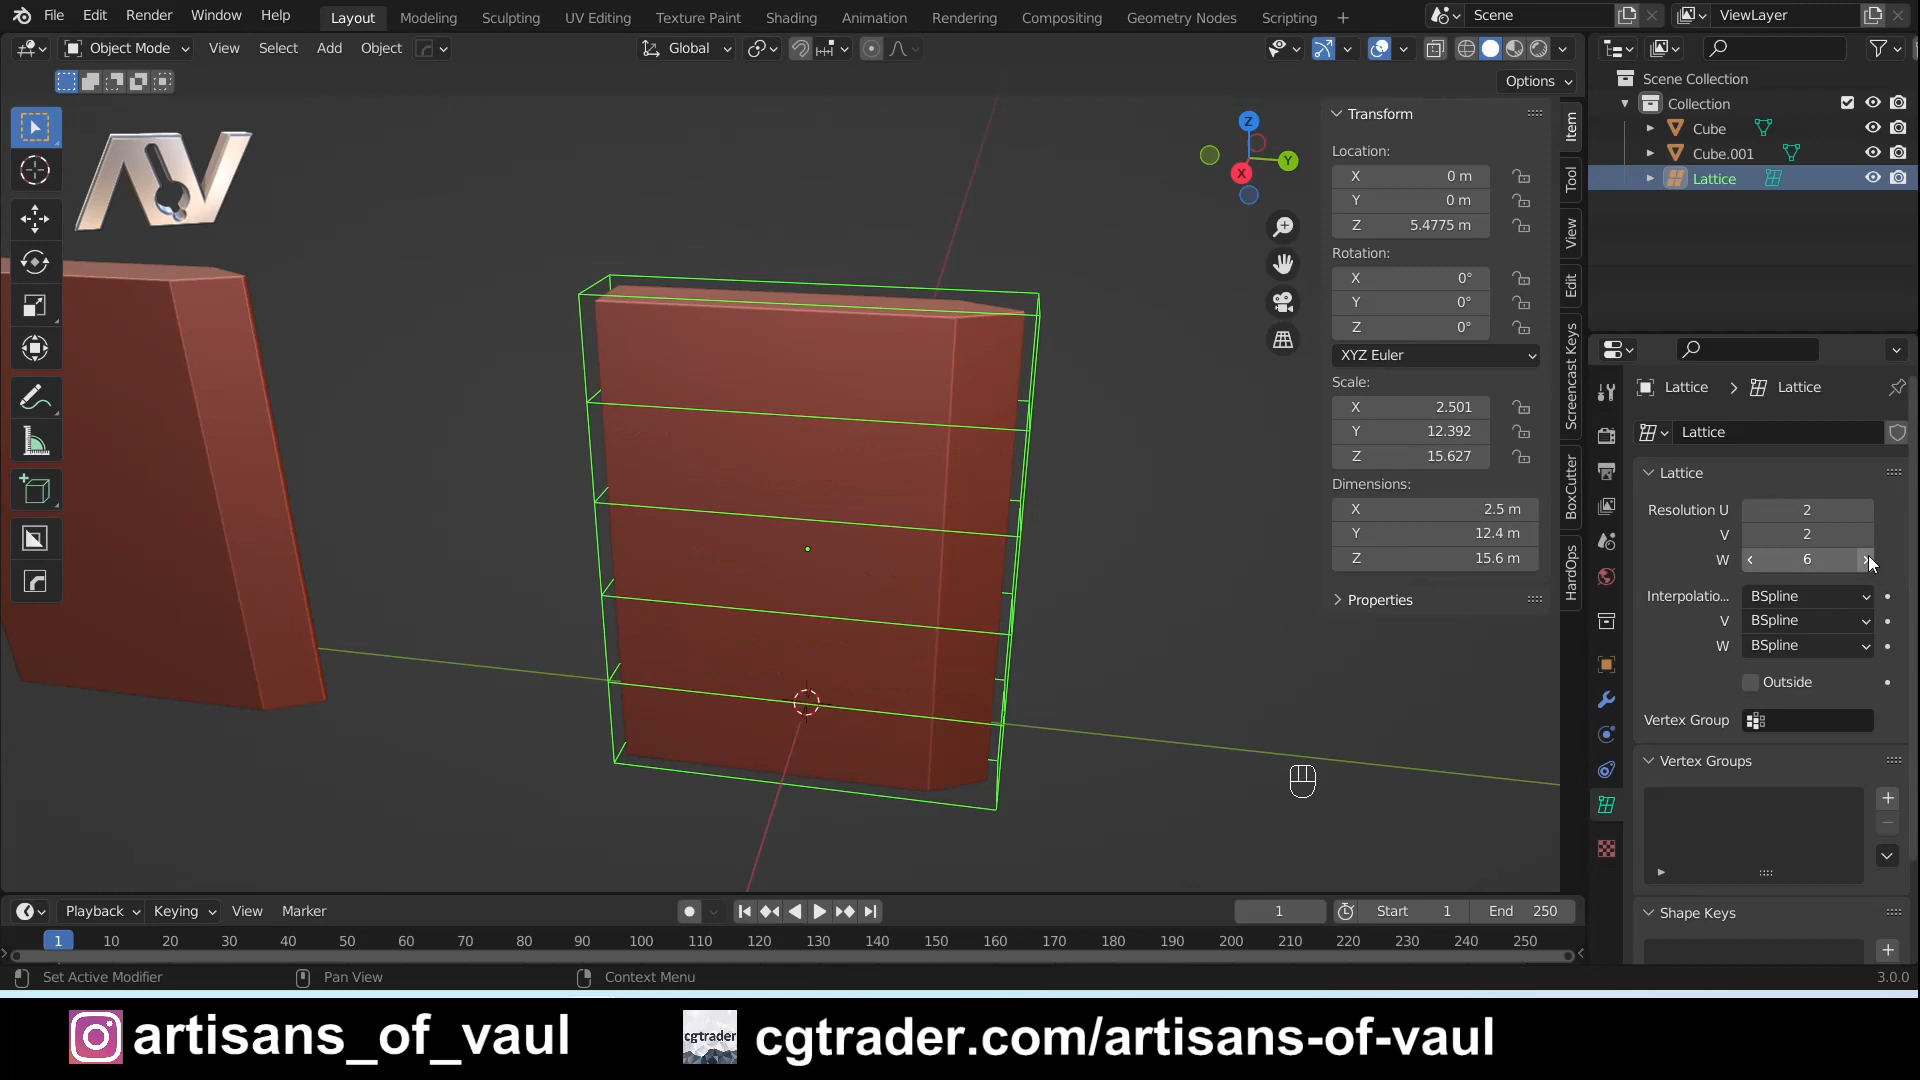 File Edit Render Window Help Layout Modeling Sculpting UV Editing Texture Paint Shading Animation Rendering Compositing Geometry Nodes Scripting + Scene ViewLayer
Object Mode View Select Add Object Global
Options
Scene Collection
Collection
Cube
Cube.001
Lattice
Transform
Location:
X 0 m
Y 0 m
Z 5.4775 m
Rotation:
X 0°
Y 0°
Z 0°
XYZ Euler
Scale:
X 2.501
Y 12.392
Z 15.627
Dimensions:
X 2.5 m
Y 12.4 m
Z 15.6 m
Properties
Item
Tool
View
Edit
Screencast Keys
BoxCutter
HardOps
Z
Y
X
AV
Lattice > Lattice
Lattice
Lattice
Resolution U 2
V 2
W 6
Interpolatio... BSpline
V BSpline
W BSpline
Outside
Vertex Group
Vertex Groups
Shape Keys
Playback Keying View Marker 1 Start 1 End 250
1 10 20 30 40 50 60 70 80 90 100 110 120 130 140 150 160 170 180 190 200 210 220 230 240 250
Set Active Modifier Pan View Context Menu 3.0.0
artisans_of_vaul cgtrader cgtrader.com/artisans-of-vaul